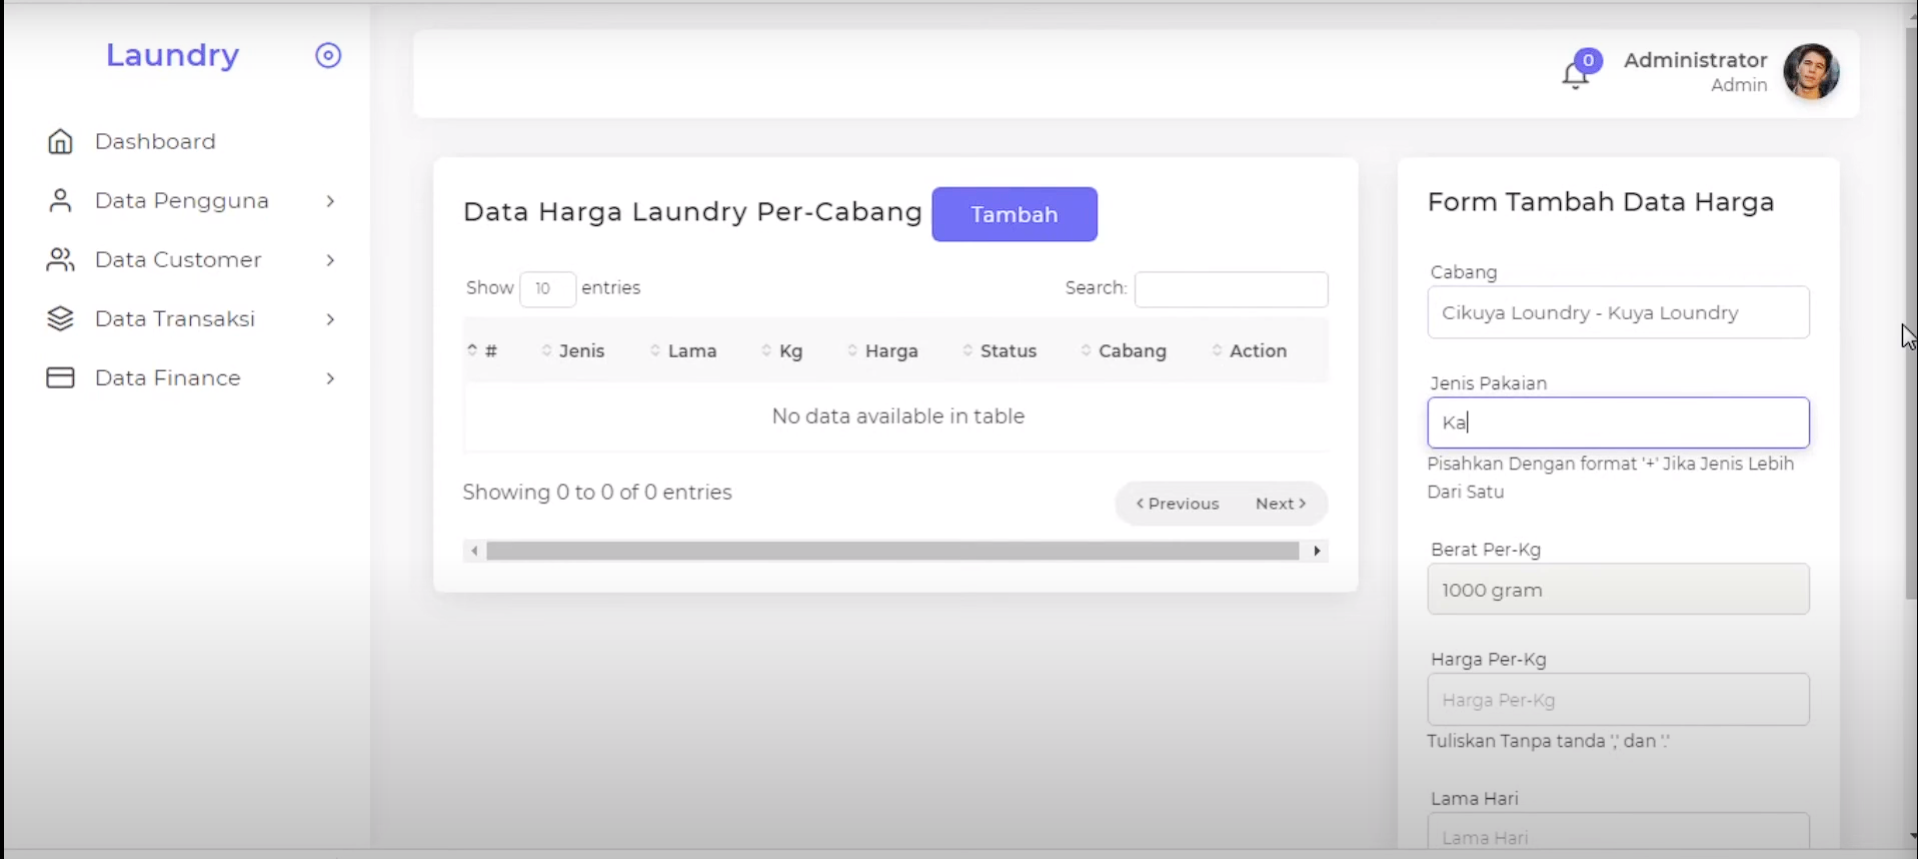 Laundry
Dashboard
Data Pengguna
Data Customer
Data Transaksi
Data Finance
0
Administrator
Admin
Data Harga Laundry Per-Cabang
Tambah
Show 10 entries
Search:
# Jenis Lama Kg Harga Status Cabang Action
No data available in table
Showing 0 to 0 of 0 entries
Previous Next
Form Tambah Data Harga
Cabang
Cikuya Loundry - Kuya Loundry
Jenis Pakaian
Ka
Pisahkan Dengan format '+' Jika Jenis Lebih
Dari Satu
Berat Per-Kg
1000 gram
Harga Per-Kg
Harga Per-Kg
Tuliskan Tanpa tanda ',' dan '.'
Lama Hari
Lama Hari